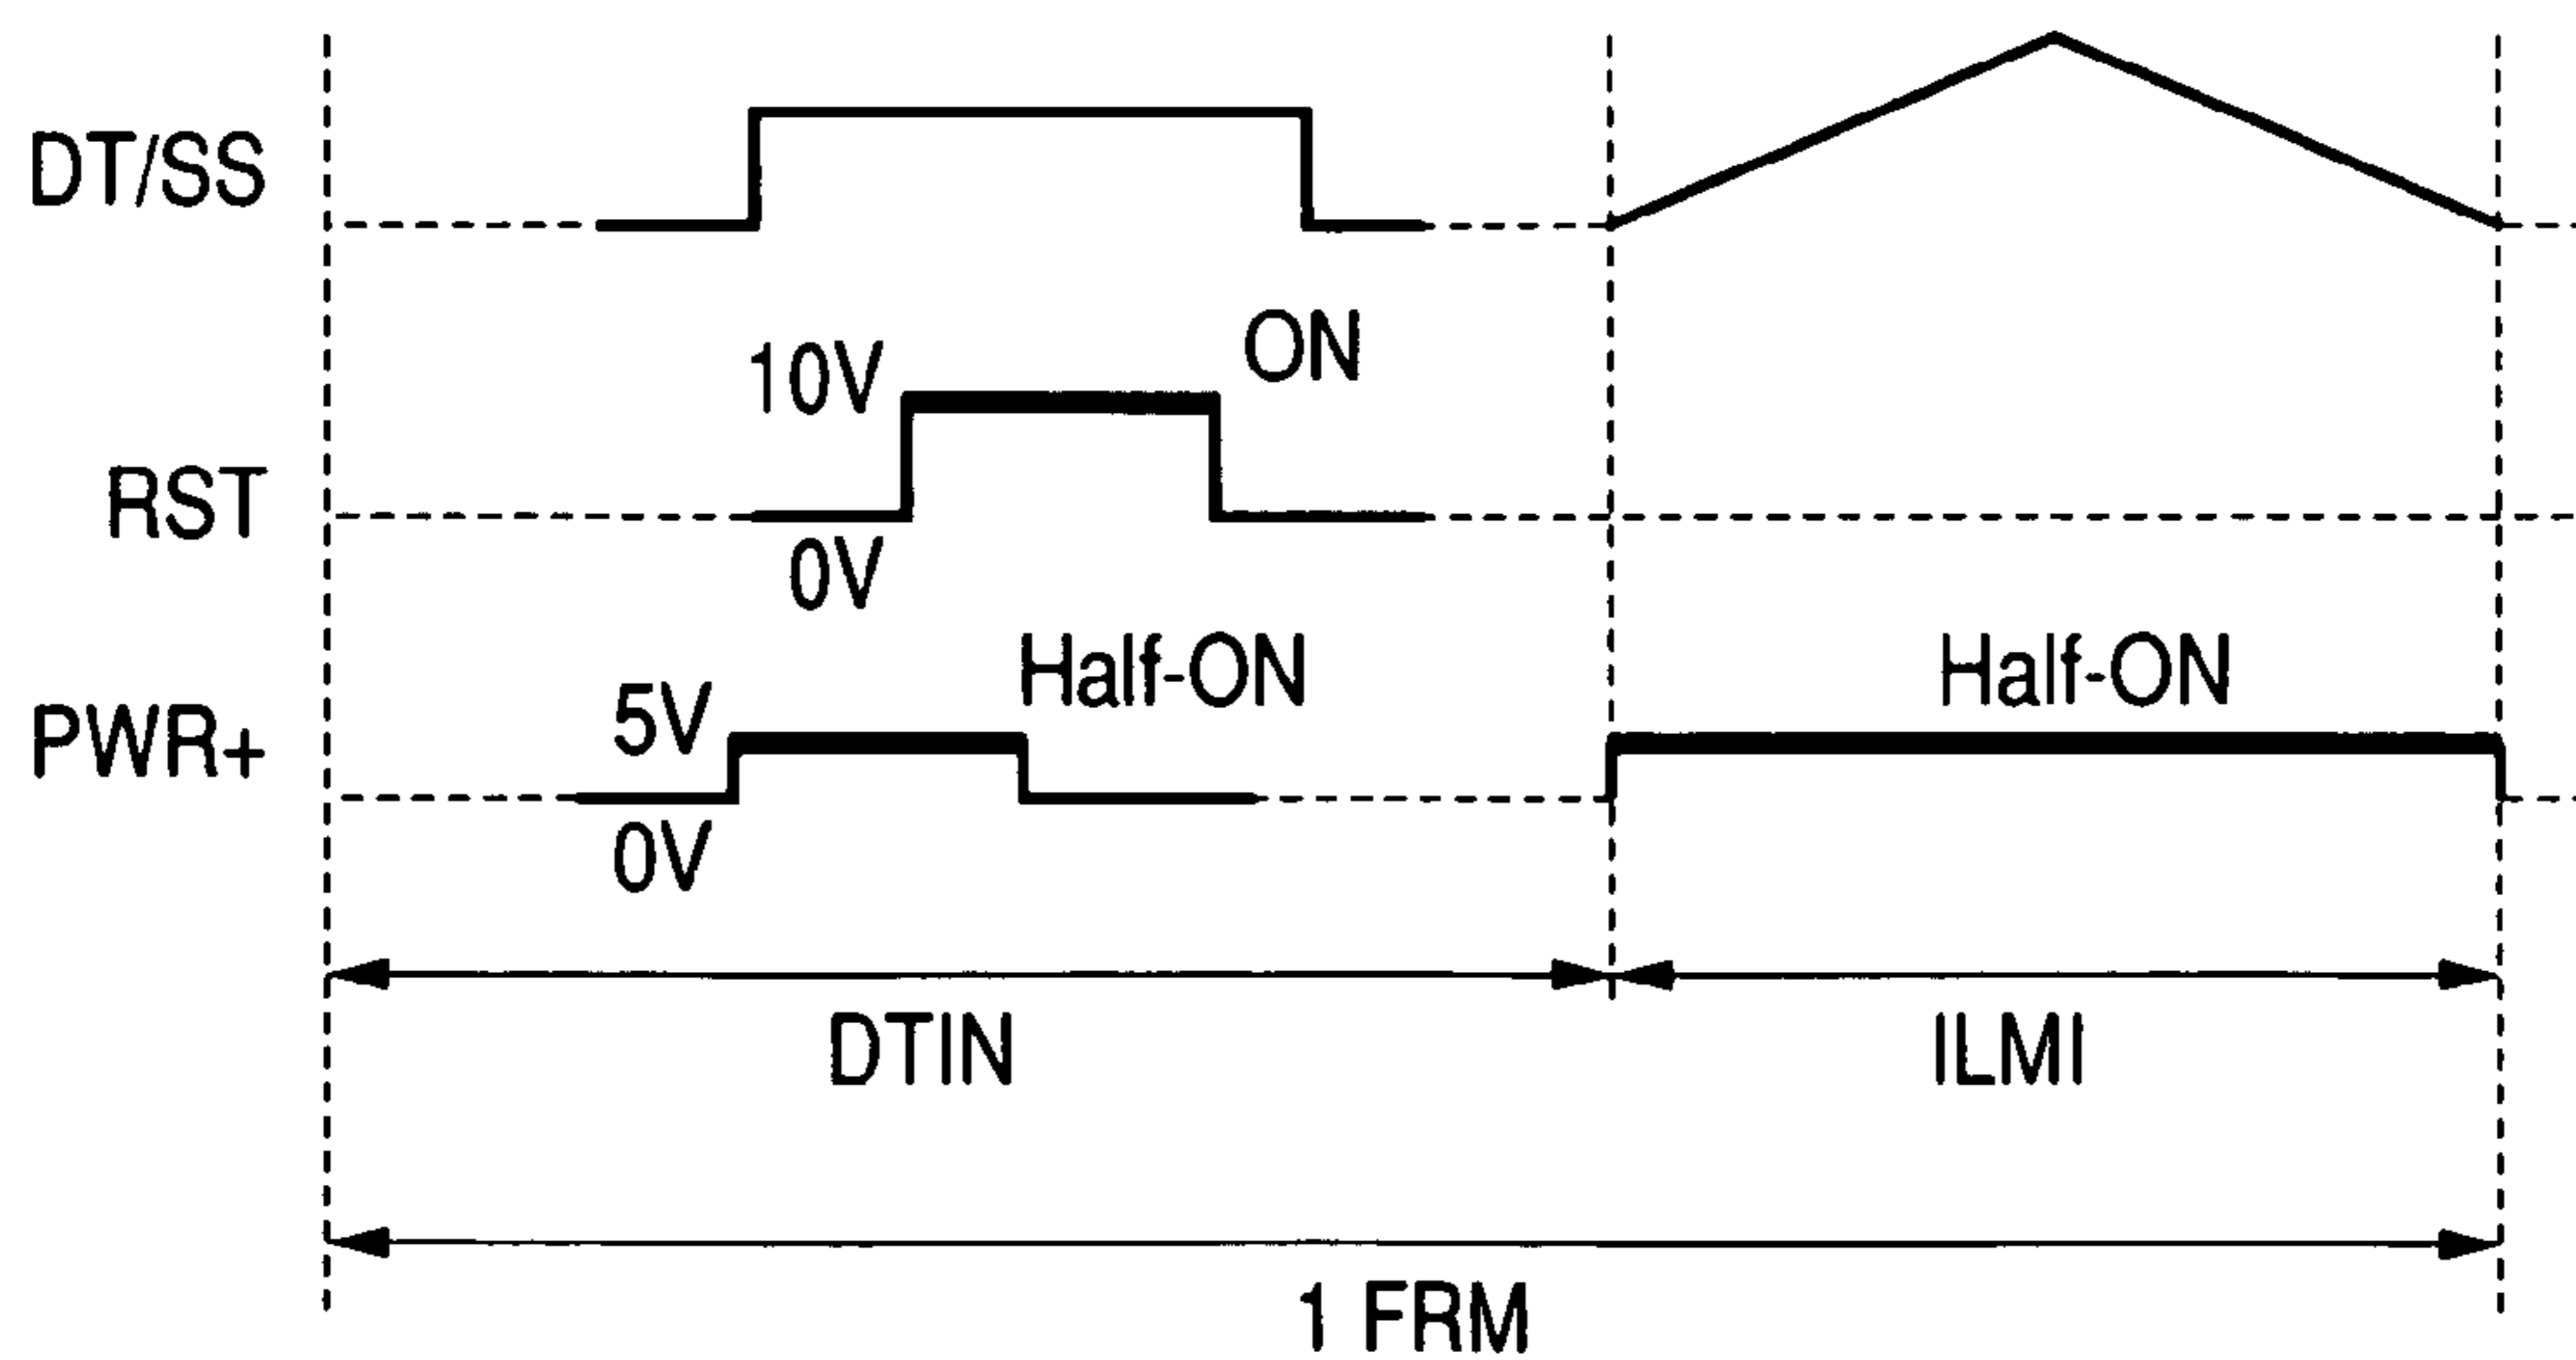 DT/SS
10V
ON
RST
0V
Half-ON
Half-ON
5V
PWR+
0V
DTIN
ILMI
1 FRM